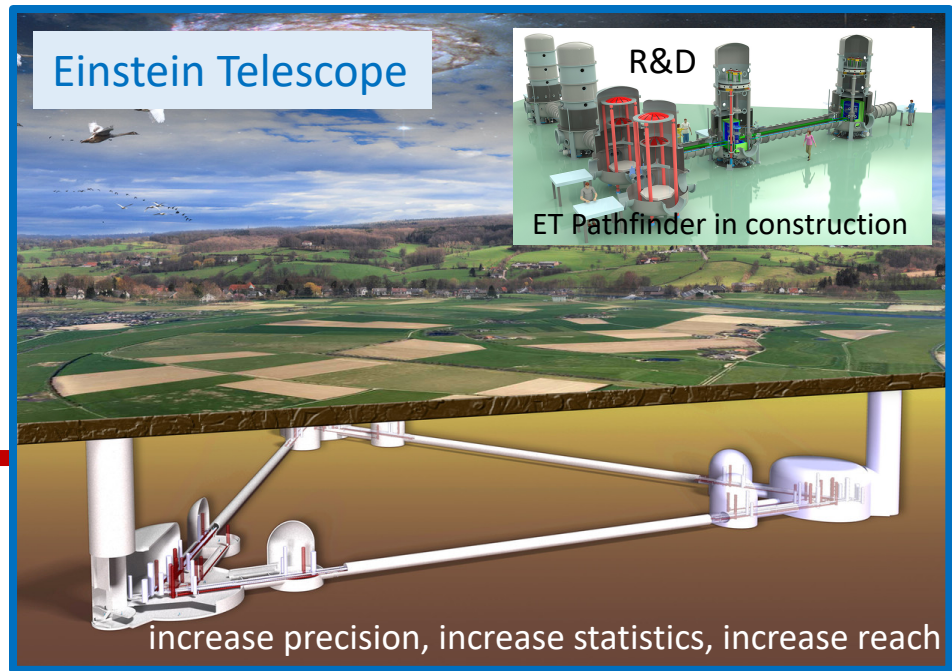 Einstein Telescope
R&D
ET Pathfinder in construction
increase precision, increase statistics, increase reach